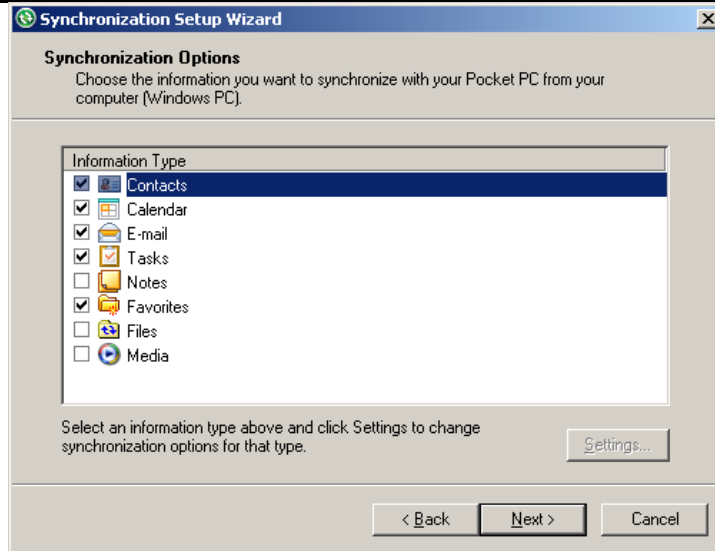 Synchronization Setup Wizard
Synchronization Options
Choose the information you want to synchronize with your Pocket PC from your
computer (Windows PC).
Information Type
Contacts
Calendar
E-mail
Tasks
Notes
Favorites
Files
Media
Select an information type above and click Settings to change
synchronization options for that type.
Settings...
< Back
Next >
Cancel